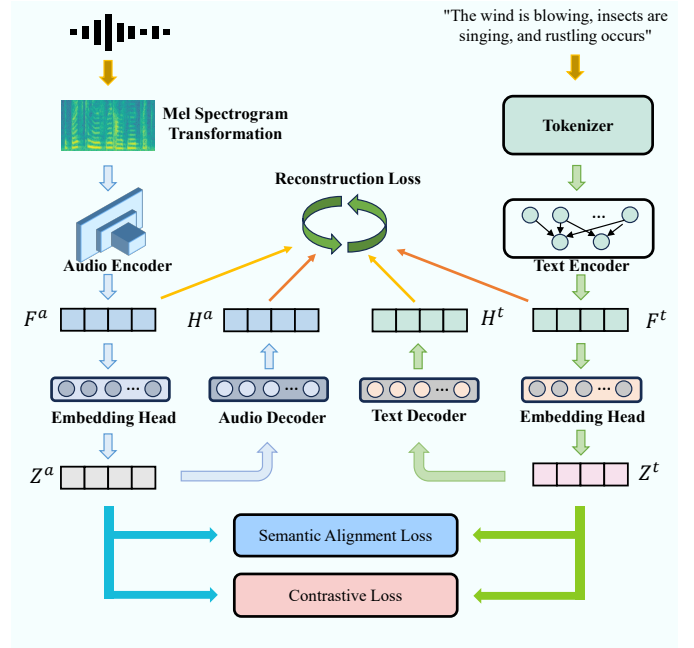 "The wind is blowing, insects are
singing, and rustling occurs"
Mel Spectrogram
Transformation
Tokenizer
Reconstruction Loss
...
Audio Encoder
Text Encoder
F^a
H^a
H^t
F^t
...
...
...
...
Embedding Head
Audio Decoder
Text Decoder
Embedding Head
Z^a
Z^t
Semantic Alignment Loss
Contrastive Loss